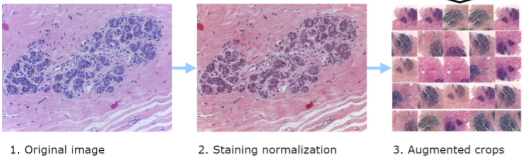 1. Original image
2. Staining normalization
3. Augmented crops